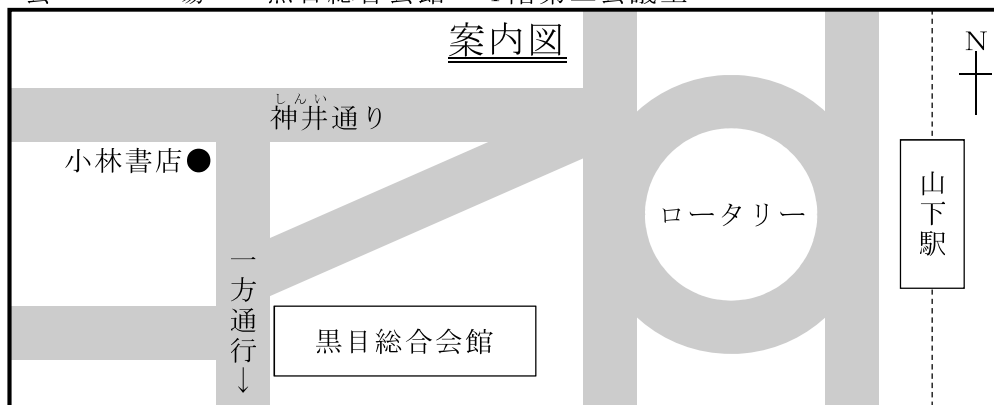 案内図
N
しんい
神井通り
小林書店
ロータリー
山下駅
一方通行↓
黒目総合会館